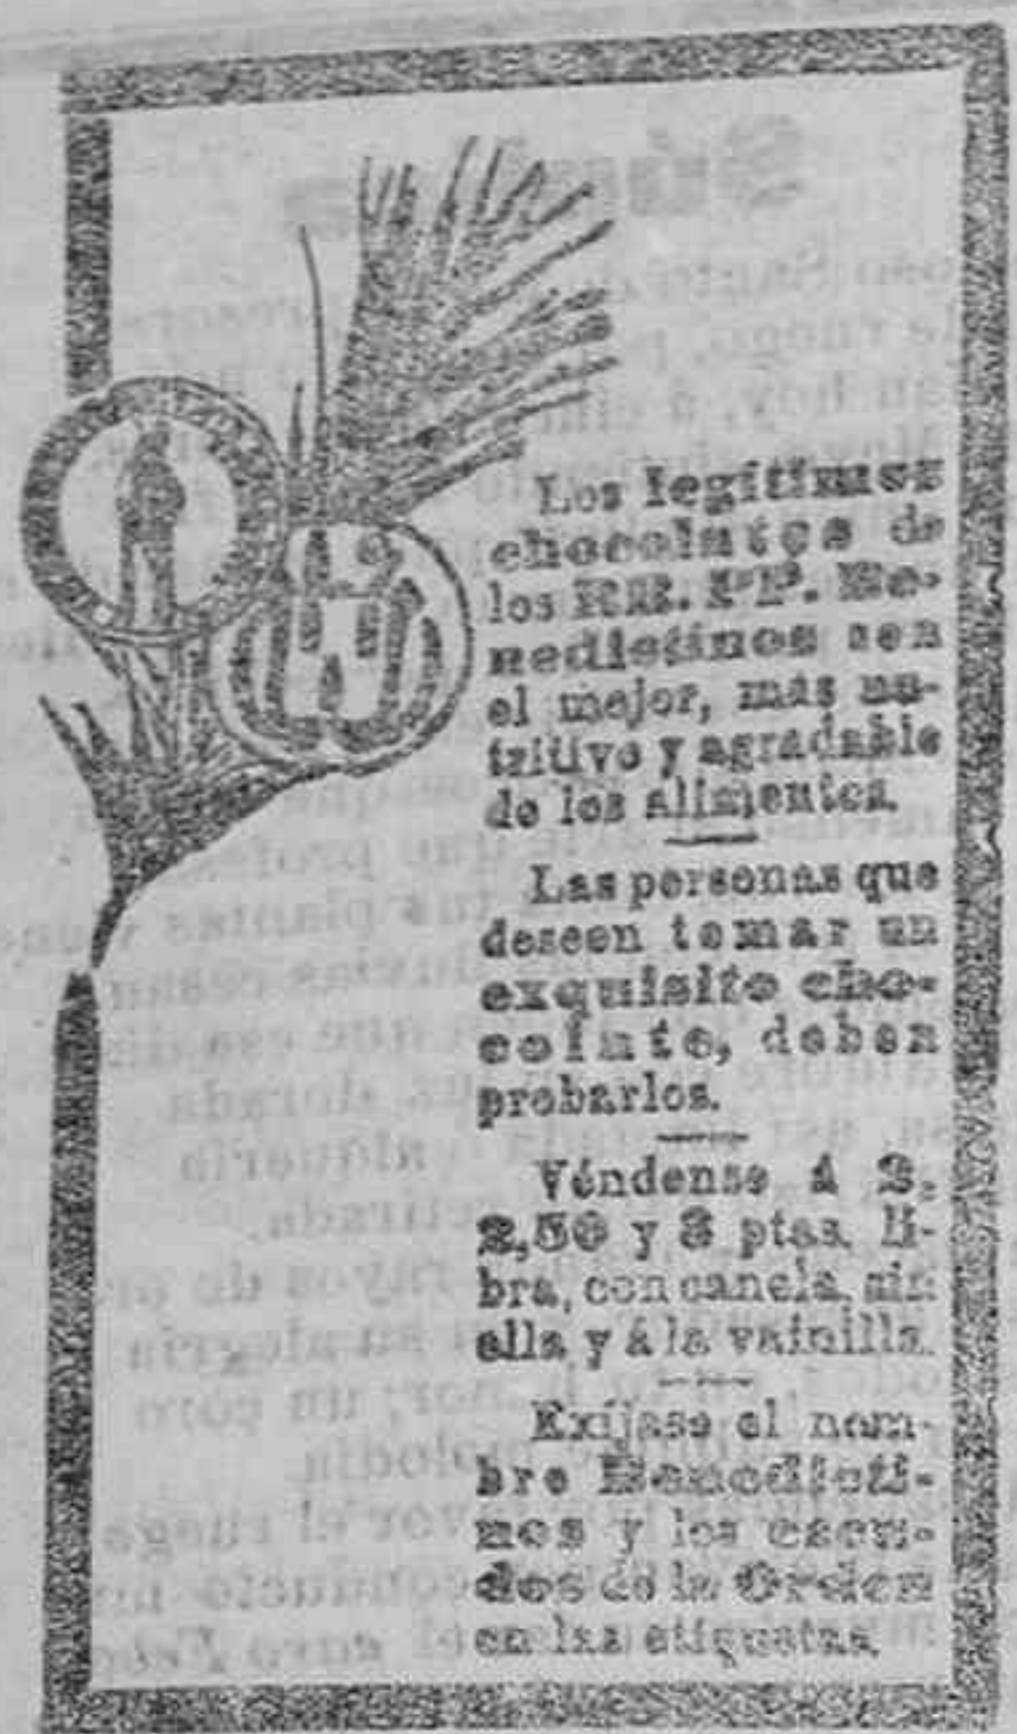 Los legítimos
chocolates de
los RR. PP. Be-
nedictinos son
el mejor, más nu-
tritivo y agradable
de los alimentos.
Las personas que
deseen tomar un
exquisito cho-
colate, deben
probarlos.
Véndense á 2,
2,50 y 3 ptas. li-
bra, con canela, sin
ella y á la vainilla.
Exíjase el nom-
bre Benedicti-
nos y los escu-
dos de la Orden
en las etiquetas.